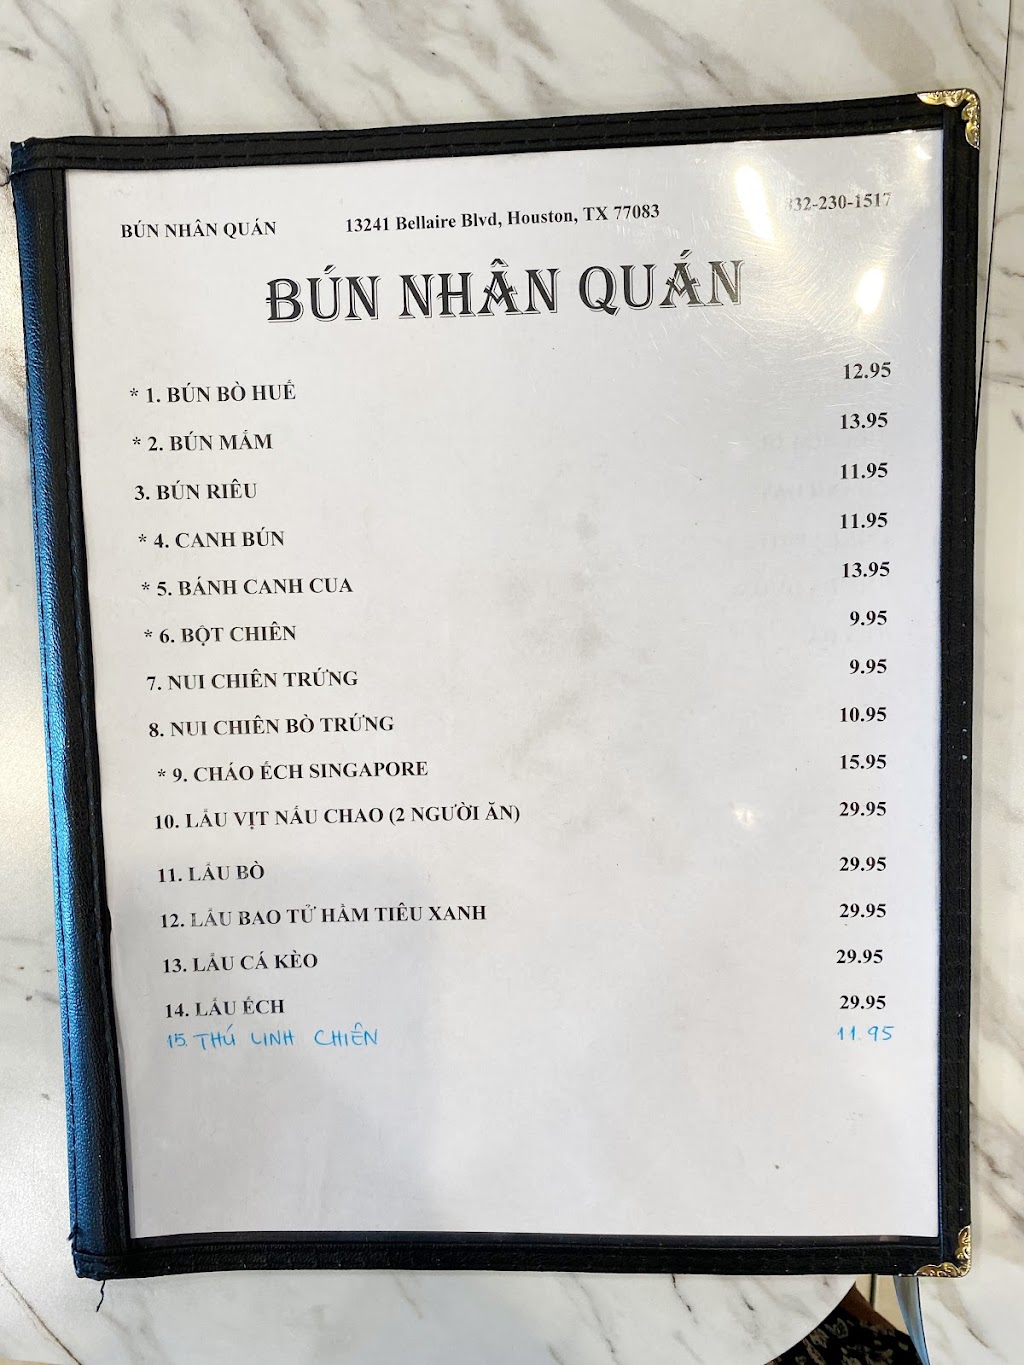 BÚN NHÂN QUÁN 13241 Bellaire Blvd, Houston, TX 77083 832-230-1517
BÚN NHÂN QUÁN
* 1. BÚN BÒ HUẾ 12.95
* 2. BÚN MẮM 13.95
3. BÚN RIÊU 11.95
* 4. CANH BÚN 11.95
* 5. BÁNH CANH CUA 13.95
* 6. BỘT CHIÊN 9.95
7. NUI CHIÊN TRỨNG 9.95
8. NUI CHIÊN BÒ TRỨNG 10.95
* 9. CHÁO ẾCH SINGAPORE 15.95
10. LẨU VỊT NẤU CHAO (2 NGƯỜI ĂN) 29.95
11. LẨU BÒ 29.95
12. LẨU BAO TỬ HẦM TIÊU XANH 29.95
13. LẨU CÁ KÈO 29.95
14. LẨU ẾCH 29.95
15. THÚ LINH CHIÊN 11.95